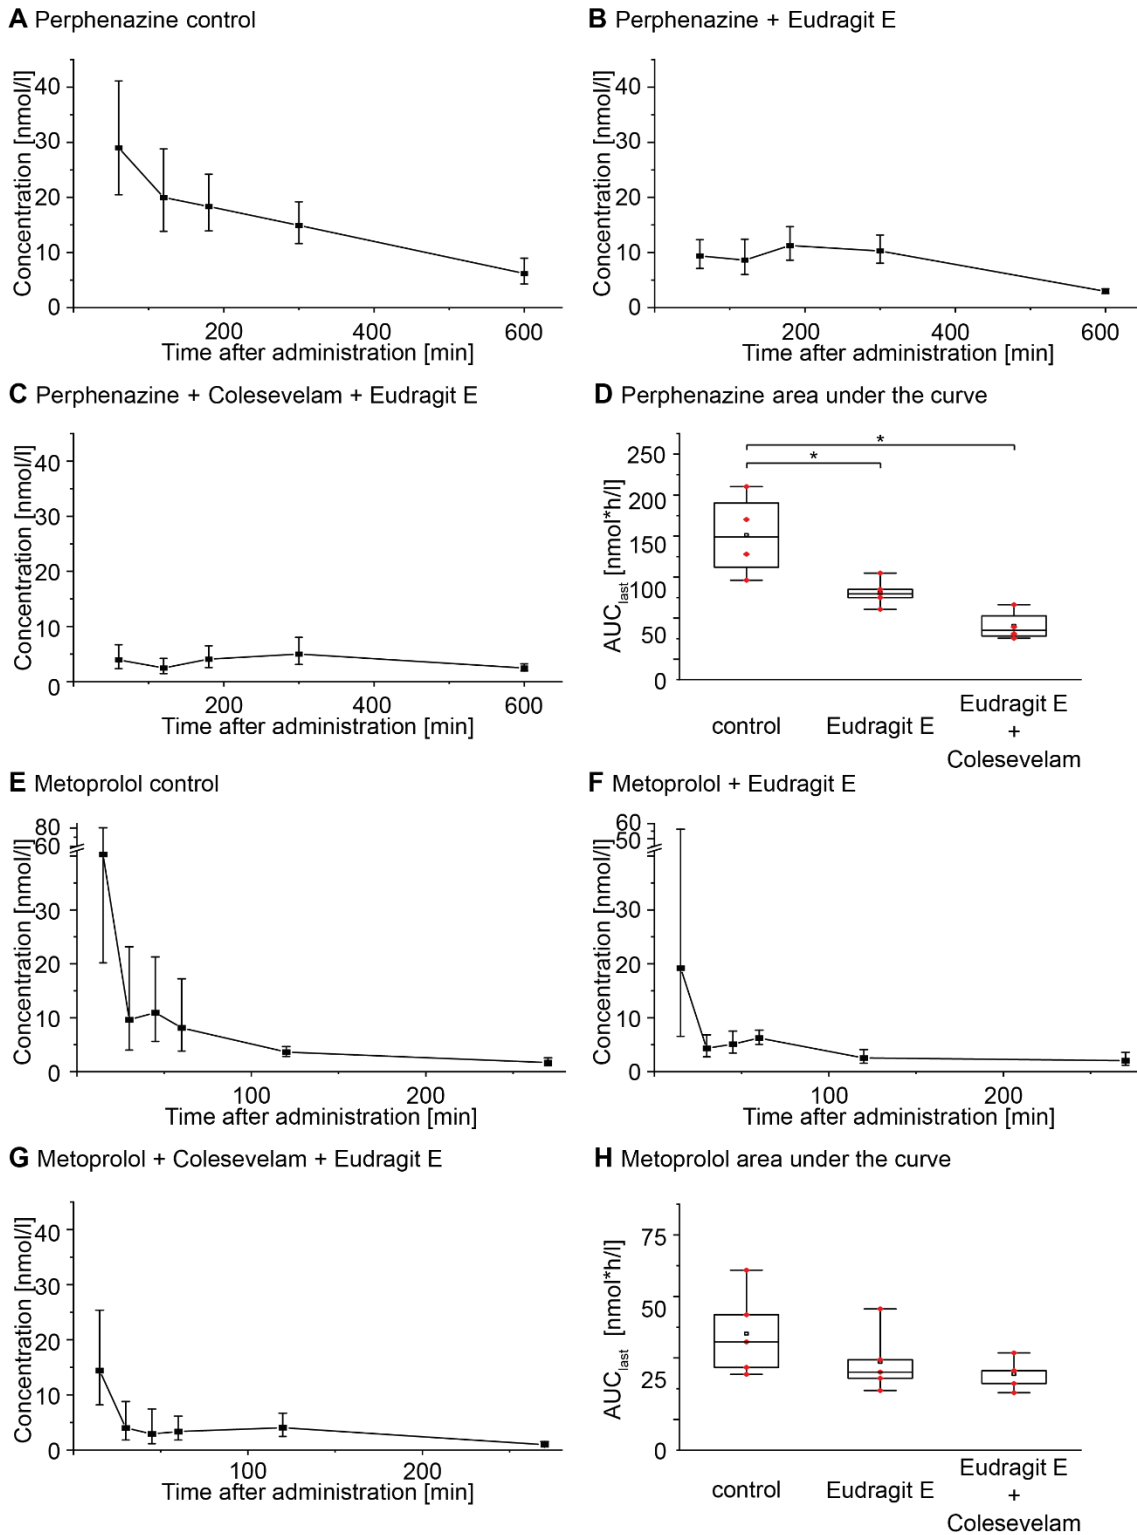 A Perphenazine control
Concentration [nmol/l]
40
30
20
10
0
200
400
600
Time after administration [min]
B Perphenazine + Eudragit E
Concentration [nmol/l]
40
30
20
10
0
200
400
600
Time after administration [min]
C Perphenazine + Colesevelam + Eudragit E
Concentration [nmol/l]
40
30
20
10
0
200
400
600
Time after administration [min]
D Perphenazine area under the curve
AUClast [nmol*h/l]
250
200
150
100
50
0
*
*
control
Eudragit E
Eudragit E
+
Colesevelam
E Metoprolol control
Concentration [nmol/l]
80
60
30
20
10
0
100
200
Time after administration [min]
F Metoprolol + Eudragit E
Concentration [nmol/l]
60
50
30
20
10
0
100
200
Time after administration [min]
G Metoprolol + Colesevelam + Eudragit E
Concentration [nmol/l]
40
30
20
10
0
100
200
Time after administration [min]
H Metoprolol area under the curve
AUClast [nmol*h/l]
75
50
25
0
control
Eudragit E
Eudragit E
+
Colesevelam